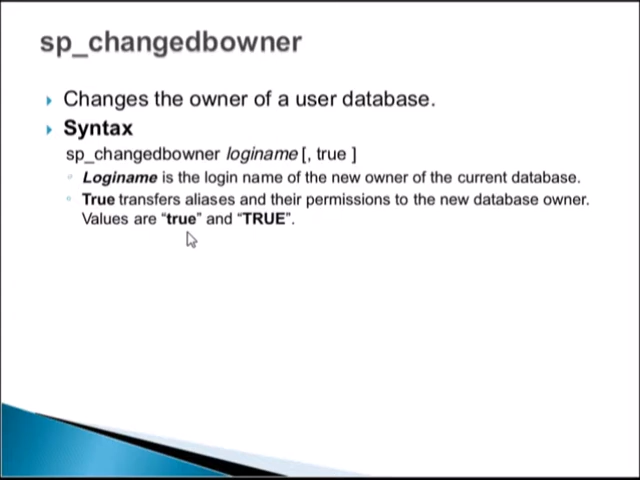 sp_changedbowner
Changes the owner of a user database.
Syntax
sp_changedbowner loginame [, true ]
Loginame is the login name of the new owner of the current database.
True transfers aliases and their permissions to the new database owner.
Values are “true” and “TRUE”.